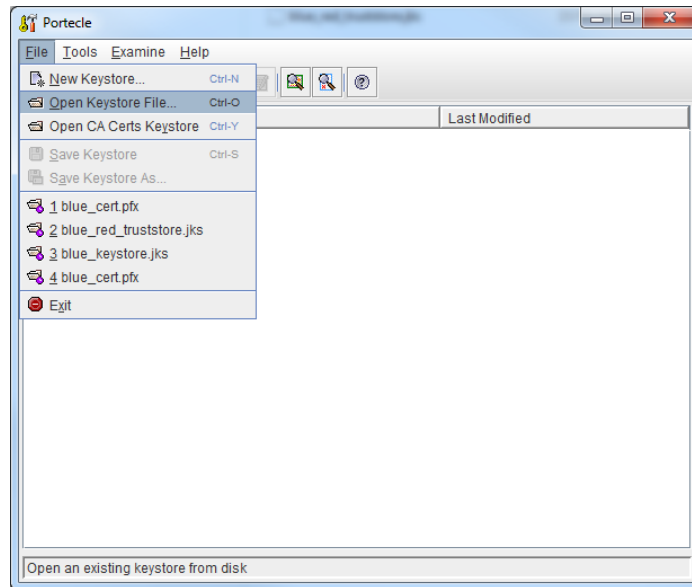 Portecle
File Tools Examine Help
New Keystore... Ctrl-N
Open Keystore File... Ctrl-O
Last Modified
Open CA Certs Keystore Ctrl-Y
Save Keystore Ctrl-S
Save Keystore As...
1 blue_cert.pfx
2 blue_red_truststore.jks
3 blue_keystore.jks
4 blue_cert.pfx
Exit
Open an existing keystore from disk